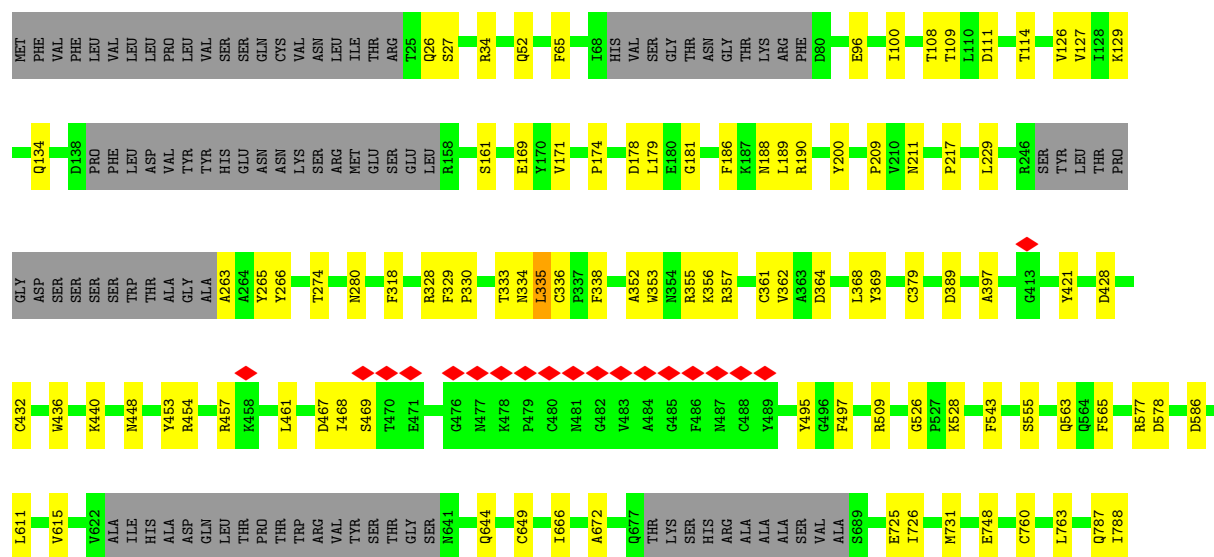 MET PHE VAL PHE LEU VAL LEU LEU PRO LEU VAL SER SER GLN CYS VAL ASN LEU ILE THR ARG T25 Q26 S27 R34 Q52 F65 I68 HIS VAL SER GLY THR ASN GLY THR LYS ARG PHE D80 E96 I100 T108 T109 L110 D111 T114 V126 V127 I128 K129
Q134 D138 PRO PHE LEU ASP VAL TYR TYR HIS GLU ASN ASN LYS SER ARG MET GLU SER GLU LEU R158 S161 E169 Y170 V171 P174 D178 L179 E180 G181 F186 K187 N188 L189 R190 Y200 P209 V210 N211 P217 L229 R246 SER TYR LEU THR PRO
GLY ASP SER SER SER SER TRP THR ALA GLY ALA A263 A264 Y265 Y266 T274 N280 F318 R328 F329 P330 T333 N334 L335 C336 P337 F338 A352 W353 N354 R355 K356 R357 C361 V362 A363 D364 L368 Y369 C379 D389 A397 G413 Y421 D428
C432 W436 K440 N448 Y453 R454 R457 K458 L461 D467 I468 S469 T470 E471 G476 N477 K478 P479 C480 N481 G482 V483 A484 G485 F486 N487 C488 Y489 Y495 G496 F497 R509 G526 P527 K528 F543 S555 Q563 Q564 F565 R577 D578 D586
L611 V615 V622 ALA ILE HIS ALA ASP GLN LEU THR PRO THR TRP ARG VAL TYR SER THR GLY SER N641 Q644 C649 I666 A672 Q677 THR LYS SER HIS ARG ALA ALA ALA SER VAL ALA S689 E725 I726 M731 E748 C760 L763 Q787 I788